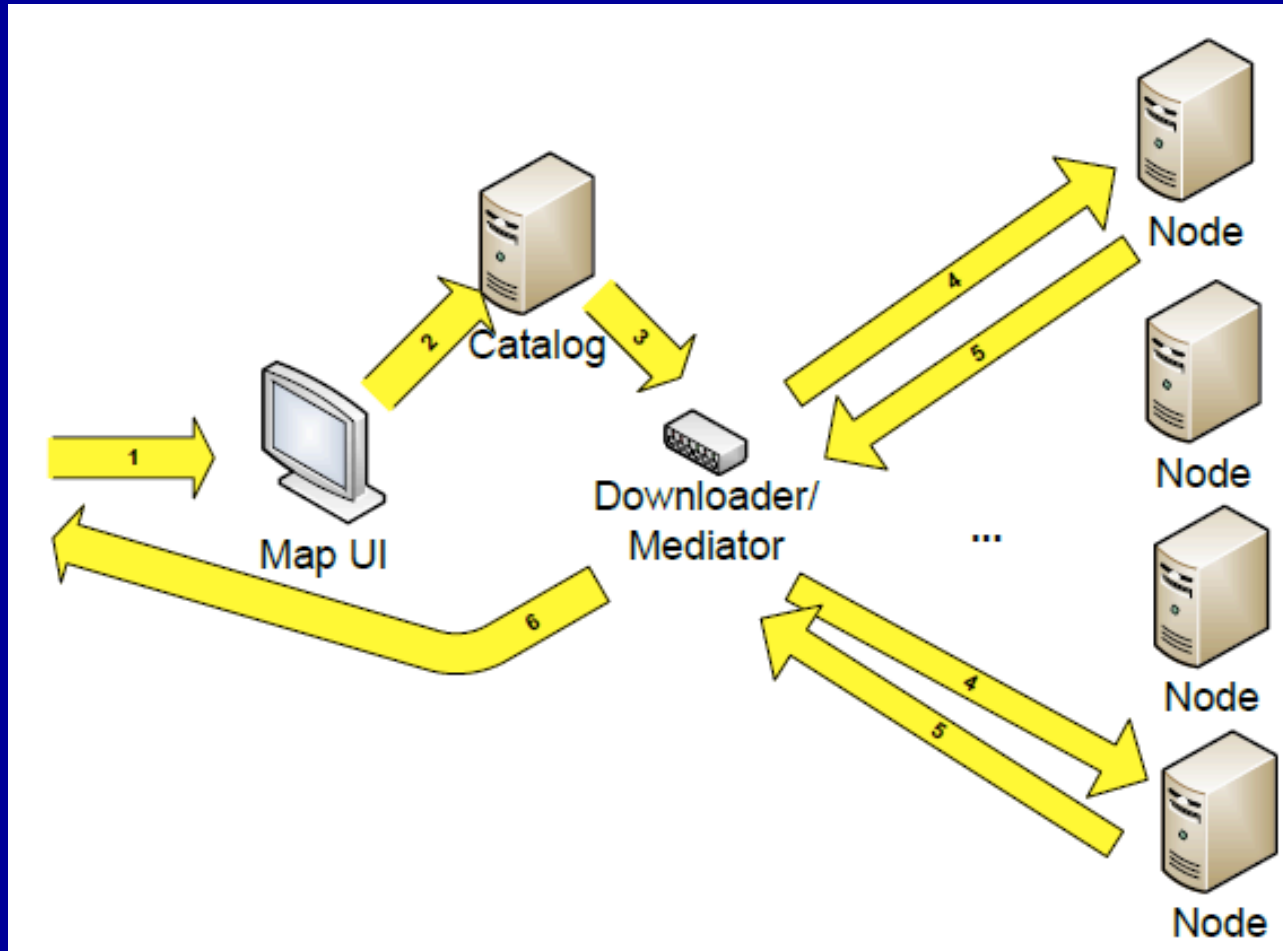 Node
4
2
Catalog
3
5
Node
1
Downloader/
Mediator
...
Map UI
6
4
Node
5
Node